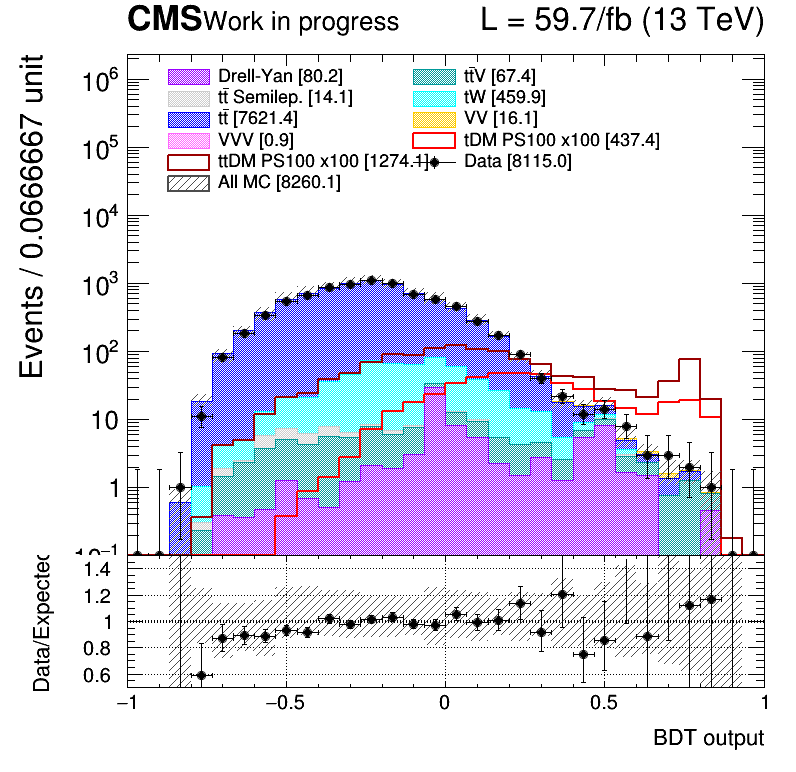 CMS Work in progress L = 59.7/fb (13 TeV)
Events / 0.0666667 unit
Drell-Yan [80.2] tt̄V [67.4]
tt̄ Semilep. [14.1] tW [459.9]
tt̄ [7621.4] VV [16.1]
VVV [0.9] tDM PS100 x100 [437.4]
ttDM PS100 x100 [1274.1] Data [8115.0]
All MC [8260.1]
10⁶
10⁵
10⁴
10³
10²
10
1
10⁻¹
Data/Expected
1.4
1.2
1
0.8
0.6
−1 −0.5 0 0.5 1
BDT output